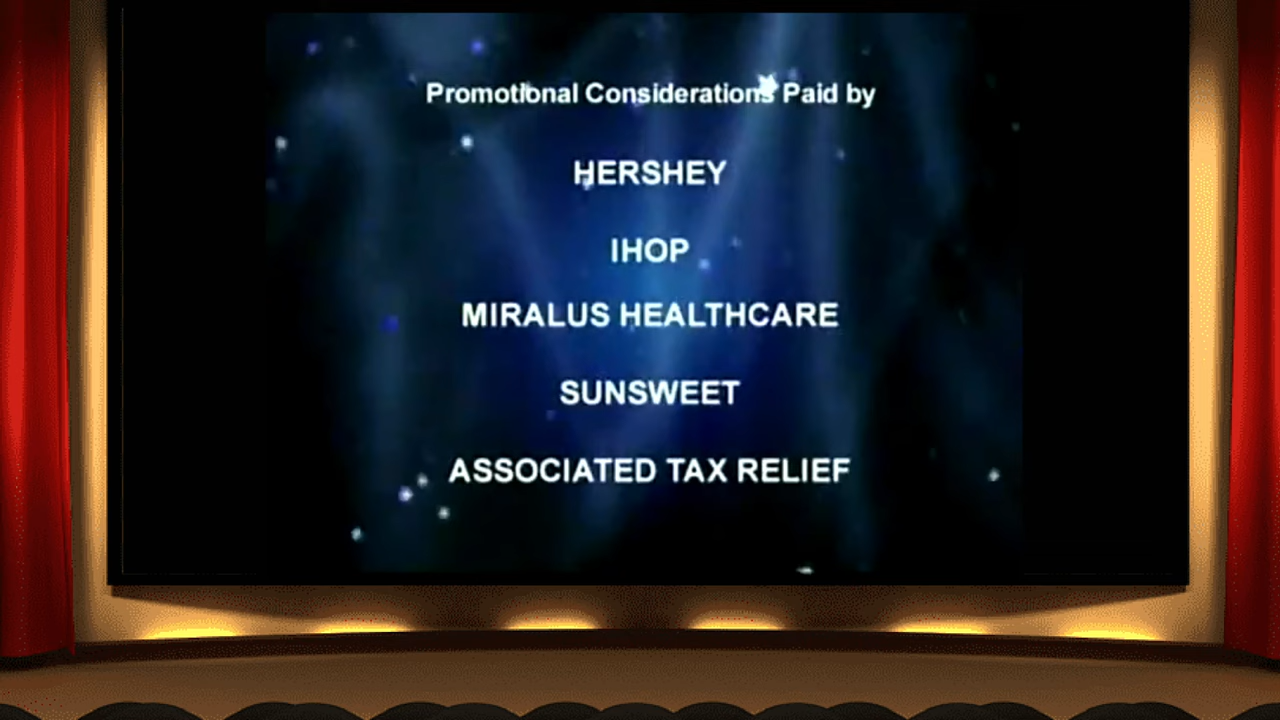 Promotional Considerations Paid by
HERSHEY
IHOP
MIRALUS HEALTHCARE
SUNSWEET
ASSOCIATED TAX RELIEF